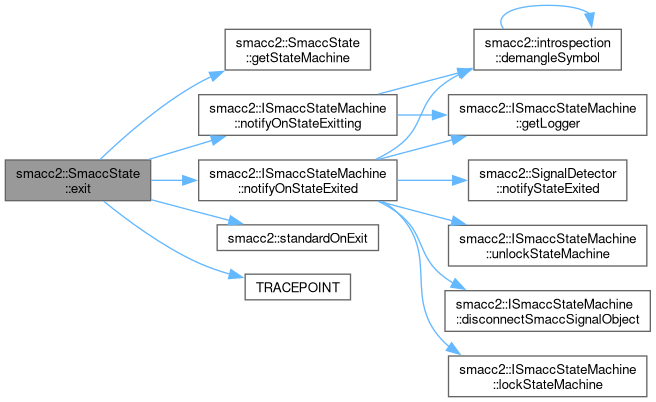 smacc2::SmaccState
::exit
smacc2::SmaccState
::getStateMachine
smacc2::ISmaccStateMachine
::notifyOnStateExitting
smacc2::ISmaccStateMachine
::notifyOnStateExited
smacc2::standardOnExit
TRACEPOINT
smacc2::introspection
::demangleSymbol
smacc2::ISmaccStateMachine
::getLogger
smacc2::SignalDetector
::notifyStateExited
smacc2::ISmaccStateMachine
::unlockStateMachine
smacc2::ISmaccStateMachine
::disconnectSmaccSignalObject
smacc2::ISmaccStateMachine
::lockStateMachine